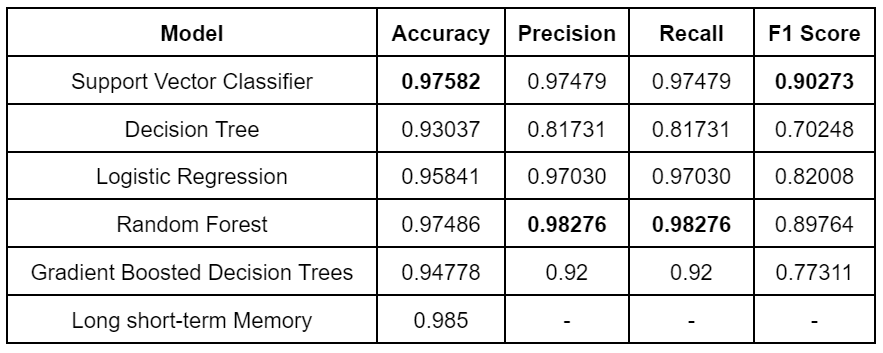 Model Accuracy Precision Recall F1 Score
Support Vector Classifier 0.97582 0.97479 0.97479 0.90273
Decision Tree 0.93037 0.81731 0.81731 0.70248
Logistic Regression 0.95841 0.97030 0.97030 0.82008
Random Forest 0.97486 0.98276 0.98276 0.89764
Gradient Boosted Decision Trees 0.94778 0.92 0.92 0.77311
Long short-term Memory 0.985 - - -